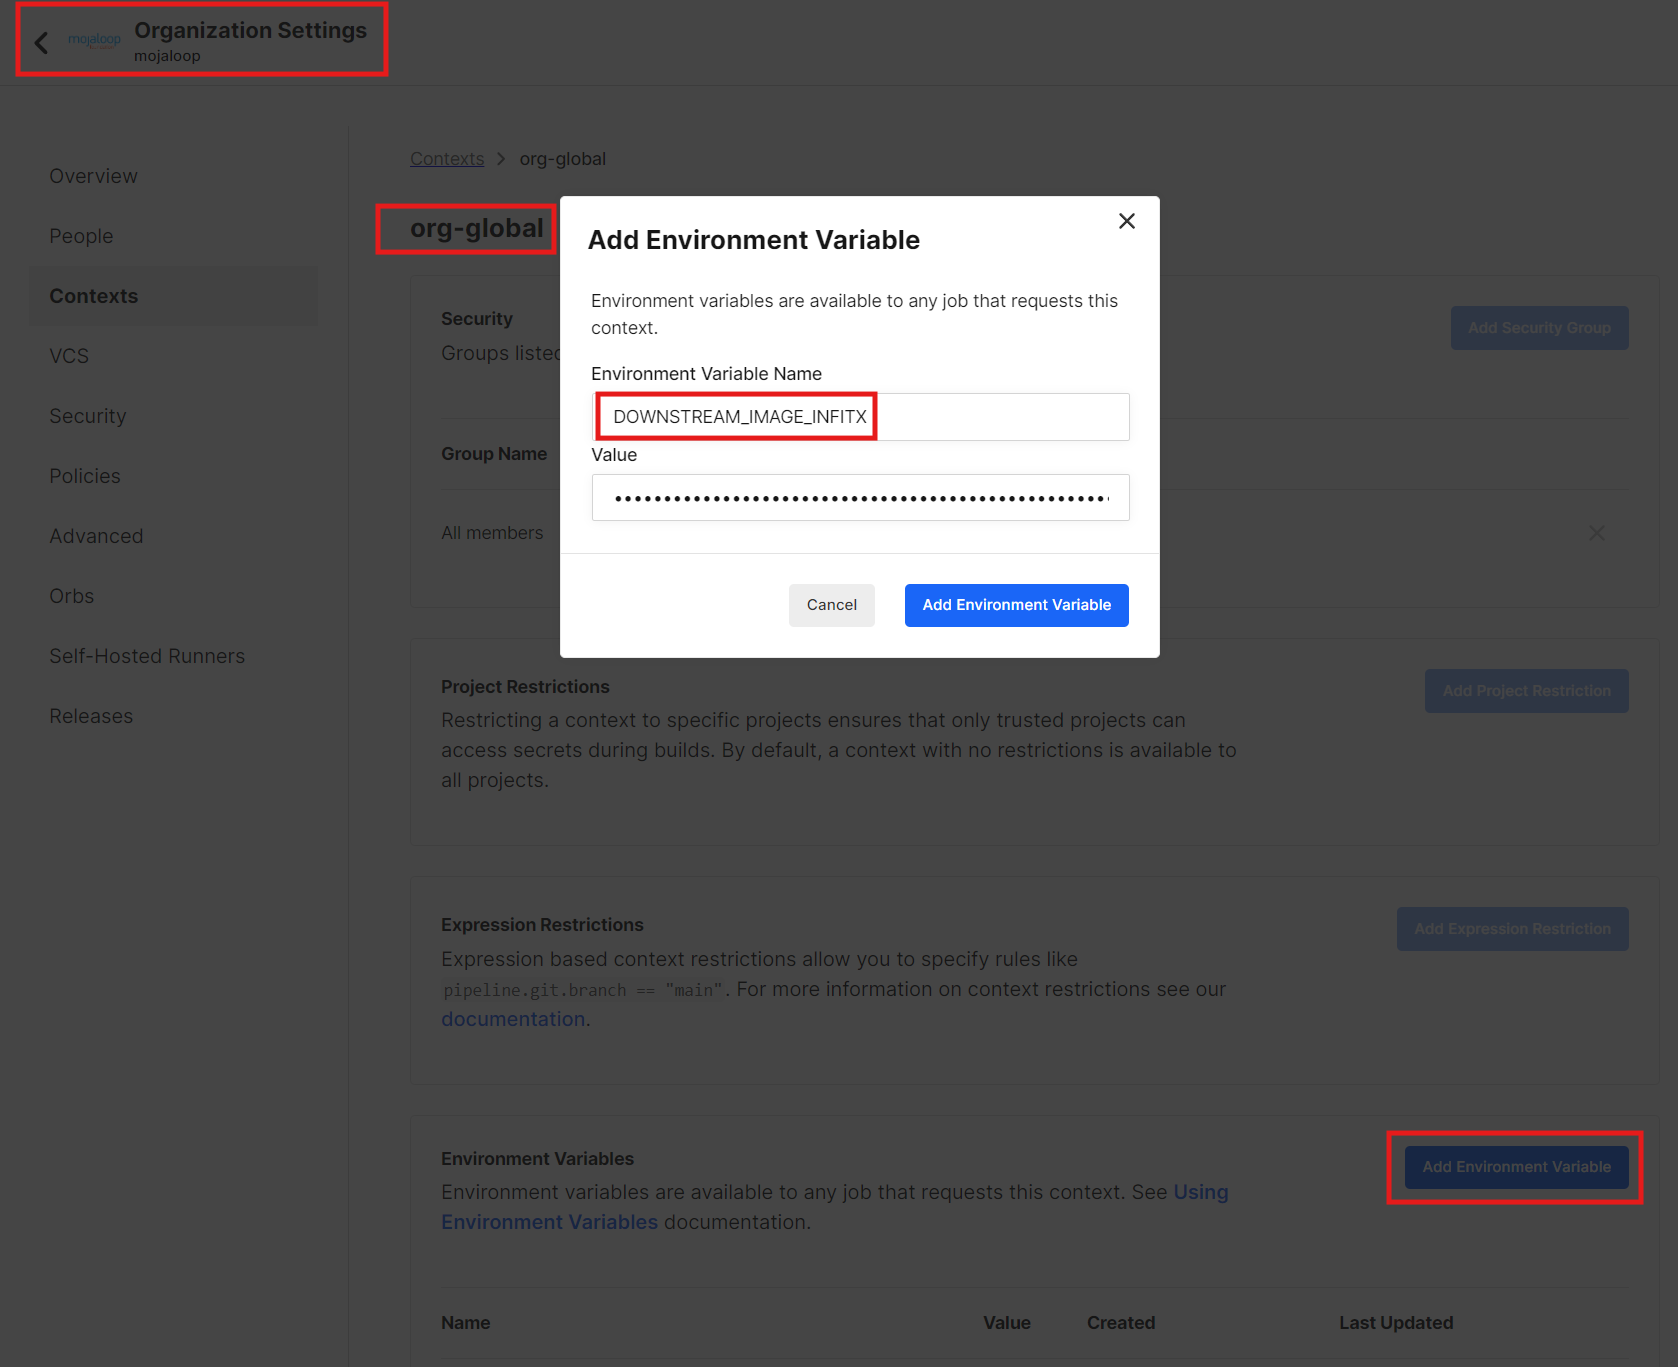 mojaloop
Organization Settings
mojaloop
Overview
People
Contexts
VCS
Security
Policies
Advanced
Orbs
Self-Hosted Runners
Releases
Contexts > org-global
org-global
Security
Groups listed
Add Security Group
Group Name
All members
Add Environment Variable
Environment variables are available to any job that requests this
context.
Environment Variable Name
DOWNSTREAM_IMAGE_INFITX
Value
Cancel
Add Environment Variable
Project Restrictions
Add Project Restriction
Restricting a context to specific projects ensures that only trusted projects can
access secrets during builds. By default, a context with no restrictions is available to
all projects.
Expression Restrictions
Add Expression Restriction
Expression based context restrictions allow you to specify rules like
pipeline.git.branch == "main". For more information on context restrictions see our
documentation.
Environment Variables
Add Environment Variable
Environment variables are available to any job that requests this context. See Using
Environment Variables documentation.
Name
Value
Created
Last Updated